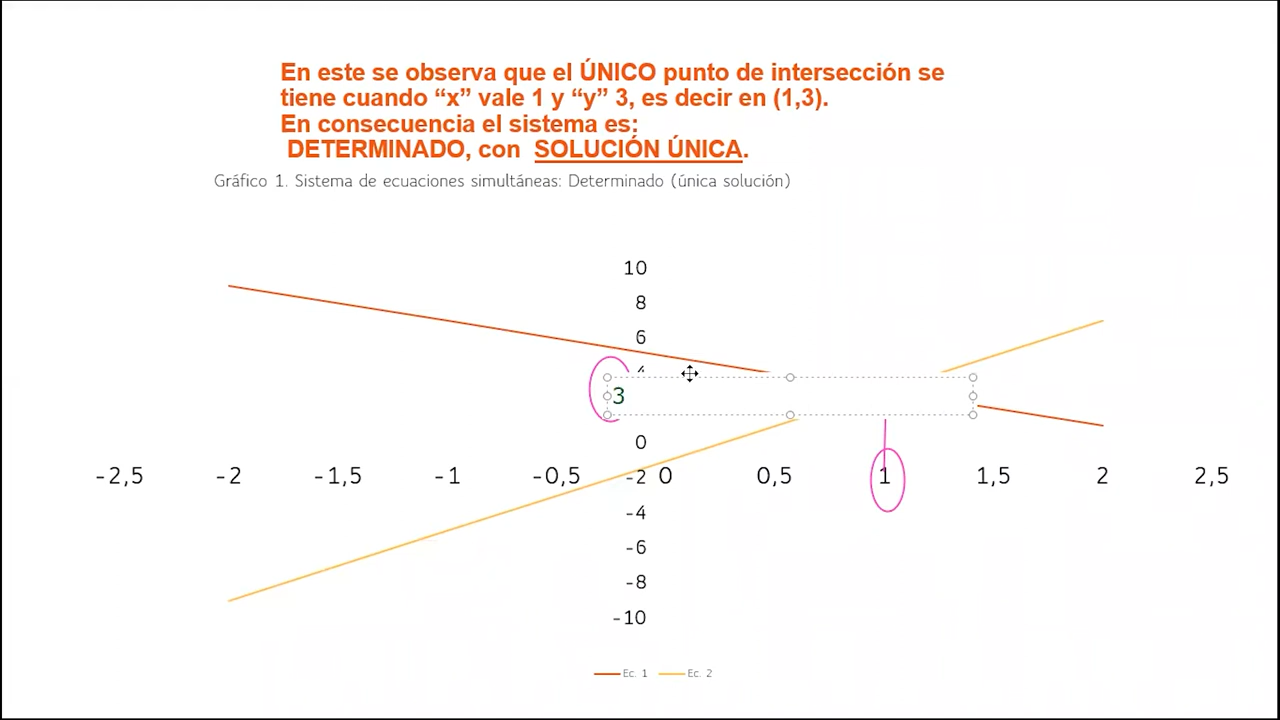 En este se observa que el ÚNICO punto de intersección se
tiene cuando “x” vale 1 y “y” 3, es decir en (1,3).
En consecuencia el sistema es:
DETERMINADO, con SOLUCIÓN ÚNICA.
Gráfico 1. Sistema de ecuaciones simultáneas: Determinado (única solución)
10
8
6
3
0
-2,5 -2 -1,5 -1 -0,5 -2 0 0,5 1 1,5 2 2,5
-4
-6
-8
-10
Ec. 1 Ec. 2